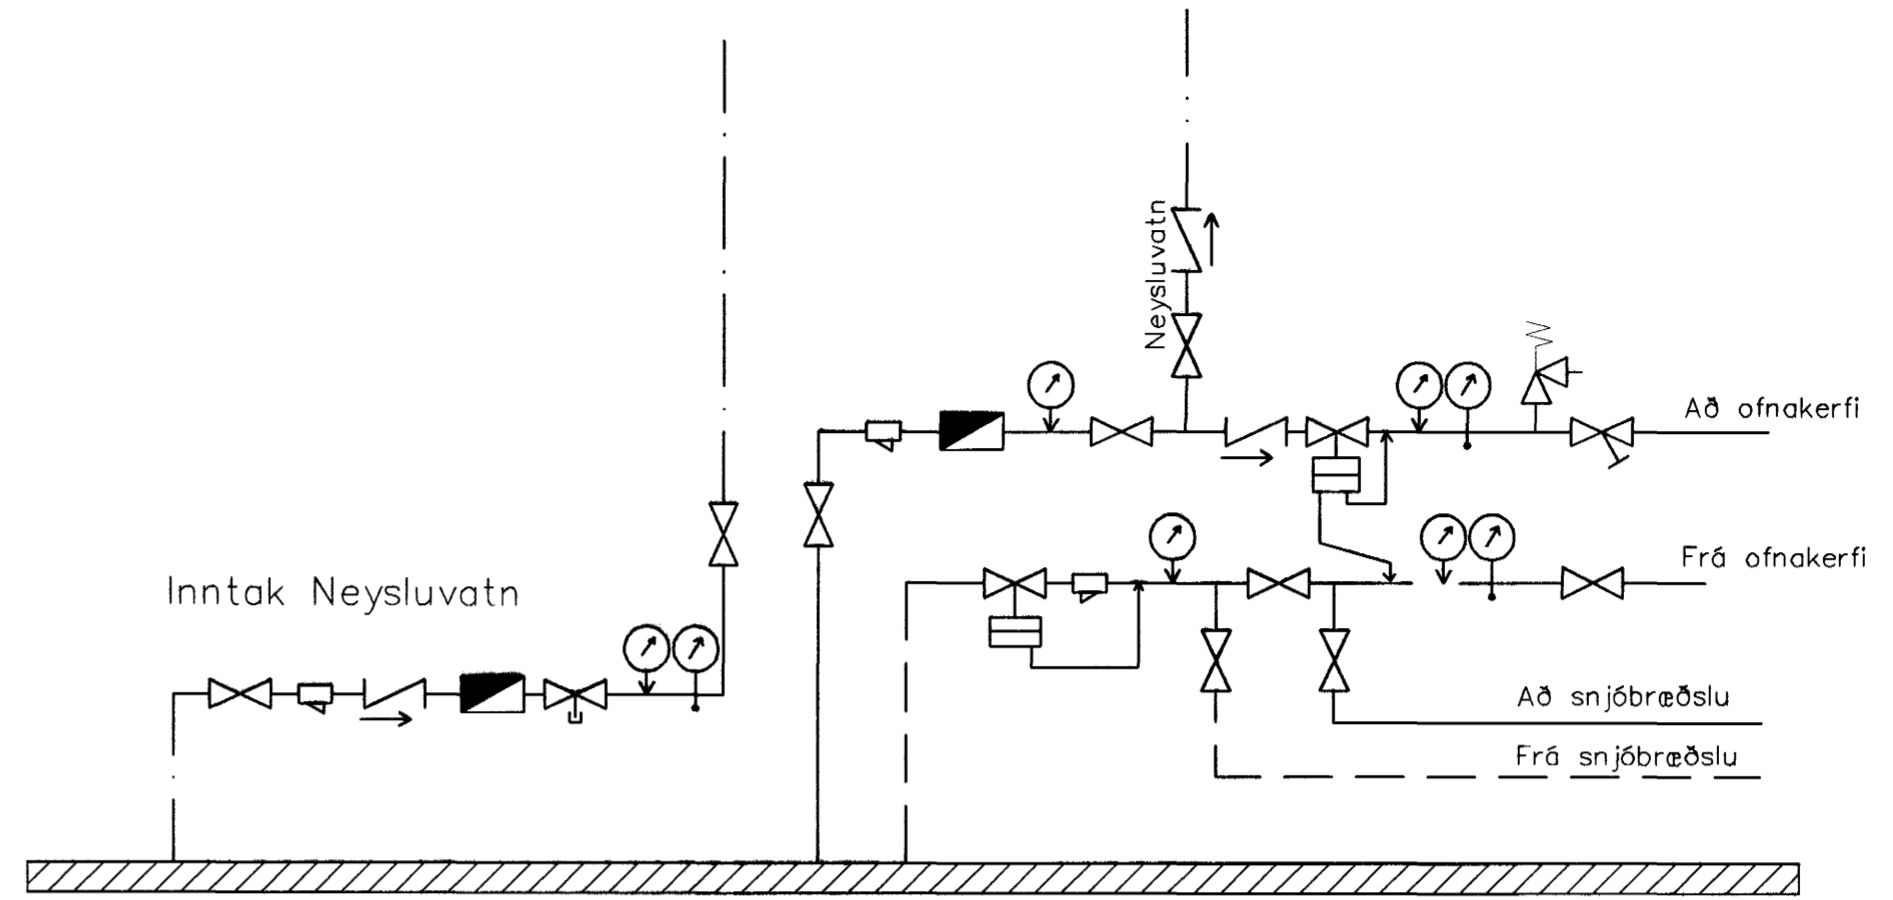 Neysluvatn
Að ofnakerfi
Frá ofnakerfi
Inntak Neysluvatn
Að snjóbræðslu
Frá snjóbræðslu